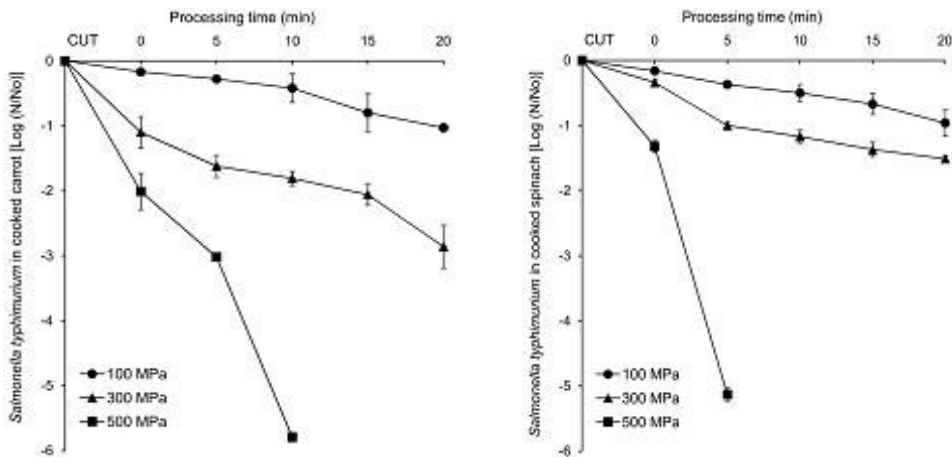 Processing time (min)
CUT 0 5 10 15 20
0
-1
-2
-3
-4
-5
-6
Salmonella typhimurium in cooked carrot [Log (N/No)]
100 MPa
300 MPa
500 MPa
Processing time (min)
CUT 0 5 10 15 20
0
-1
-2
-3
-4
-5
-6
Salmonella typhimurium in cooked spinach [Log (N/No)]
100 MPa
300 MPa
500 MPa